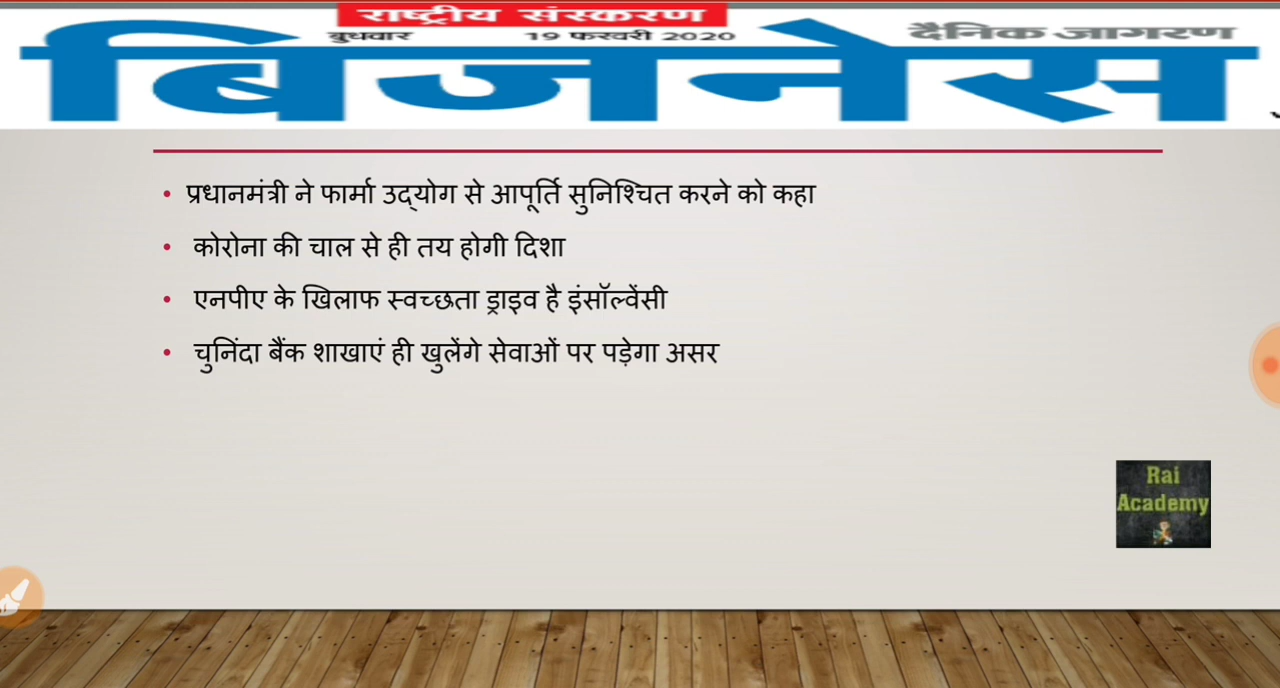 राष्ट्रीय संस्करण
बुधवार 19 फरवरी 2020 दैनिक जागरण
बिजनेस
• प्रधानमंत्री ने फार्मा उद्‌योग से आपूर्ति सुनिश्चित करने को कहा
• कोरोना की चाल से ही तय होगी दिशा
• एनपीए के खिलाफ स्वच्छता ड्राइव है इंसॉल्वेंसी
• चुनिंदा बैंक शाखाएं ही खुलेंगे सेवाओं पर पड़ेगा असर
Rai
Academy